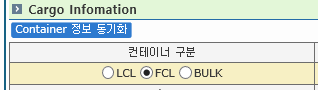 Cargo Infomation
Container 정보 동기화
컨테이너 구분
LCL FCL BULK